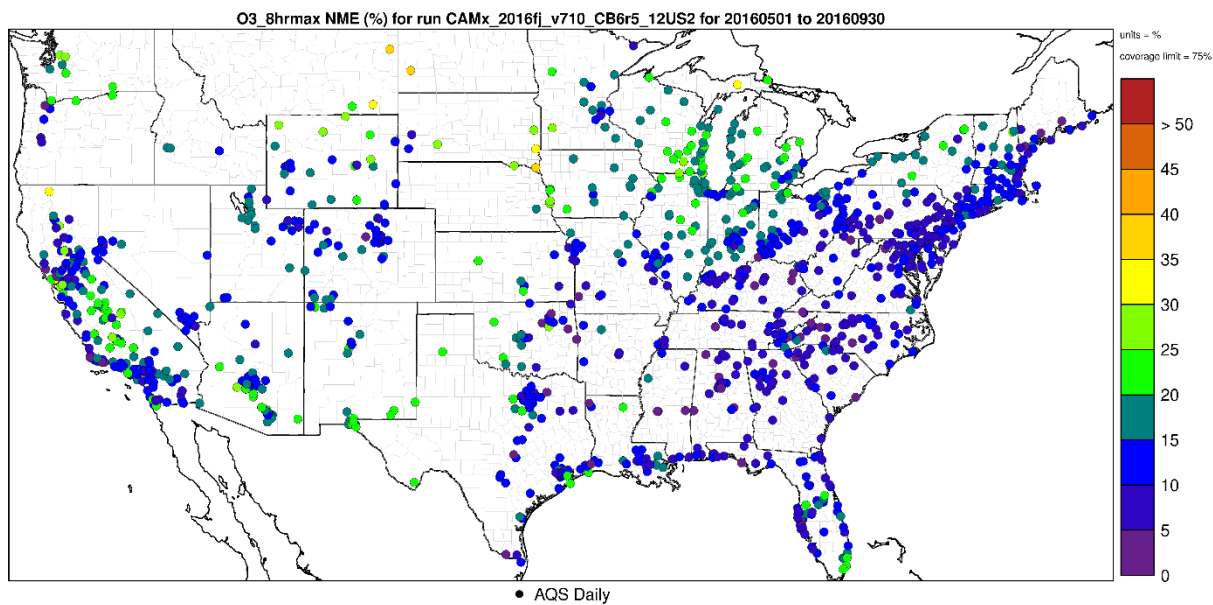 O3_8hrmax NME (%) for run CAMx_2016fj_v710_CB6r5_12US2 for 20160501 to 20160930
units = %
coverage limit = 75%
> 50
45
40
35
30
25
20
15
10
5
0
● AQS Daily